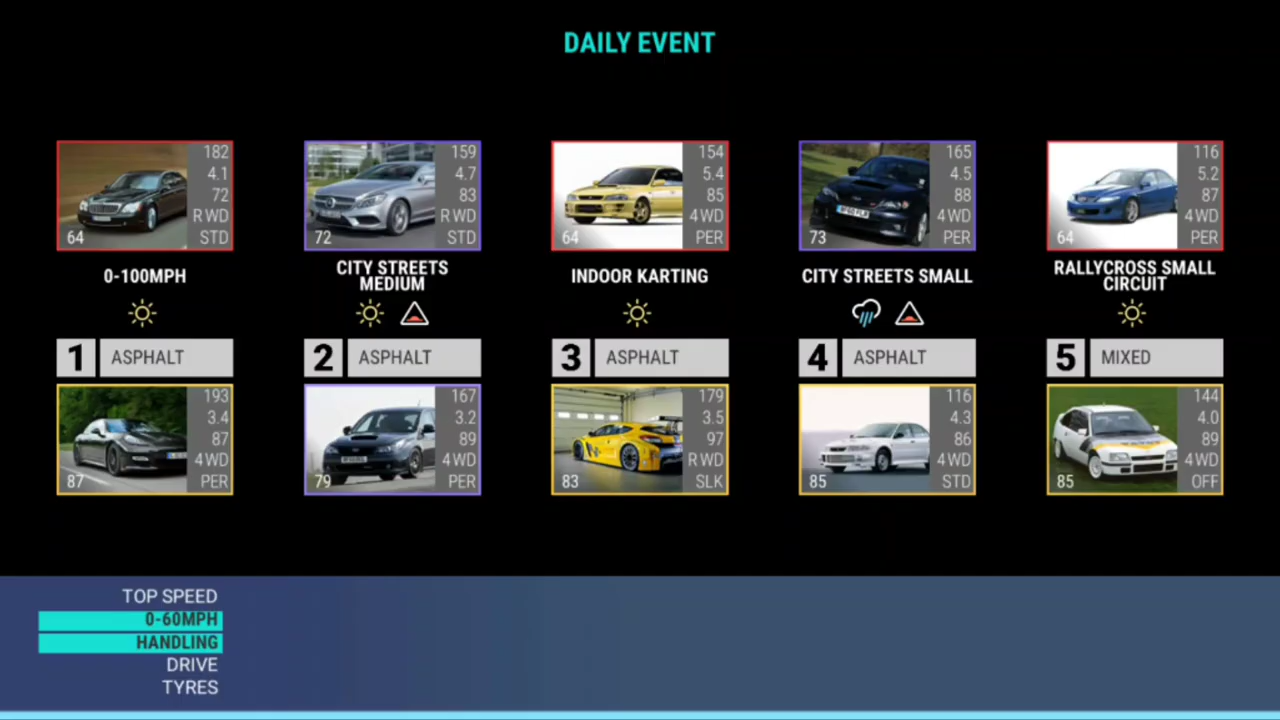 DAILY EVENT
182
4.1
72
RWD
64 STD
159
4.7
83
RWD
72 STD
154
5.4
85
4WD
64 PER
165
4.5
88
4WD
73 PER
116
5.2
87
4WD
64 PER
0-100MPH
CITY STREETS
MEDIUM
INDOOR KARTING
CITY STREETS SMALL
RALLYCROSS SMALL
CIRCUIT
1 ASPHALT
2 ASPHALT
3 ASPHALT
4 ASPHALT
5 MIXED
193
3.4
87
4WD
87 PER
167
3.2
89
4WD
79 PER
179
3.5
97
RWD
83 SLK
116
4.3
86
4WD
85 STD
144
4.0
89
4WD
85 OFF
TOP SPEED
0-60MPH
HANDLING
DRIVE
TYRES